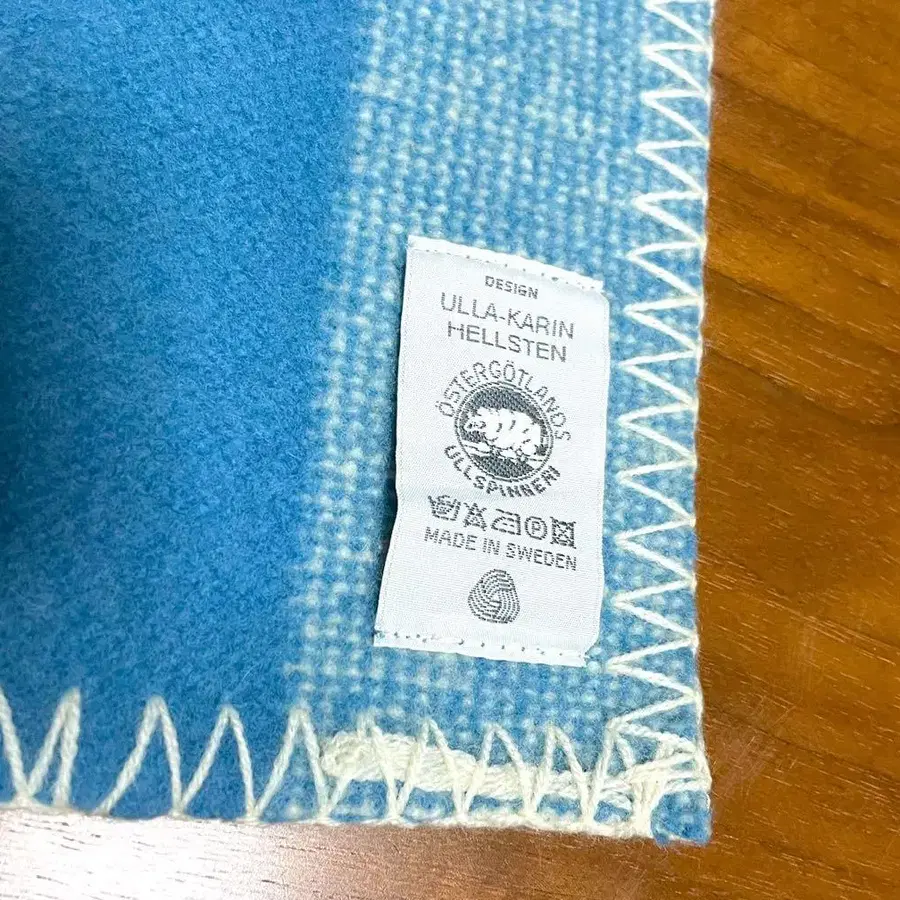 DESIGN
ULLA-KARIN
HELLSTEN
ÖSTERGÖTLANDS
ULLSPINNERI
MADE IN SWEDEN